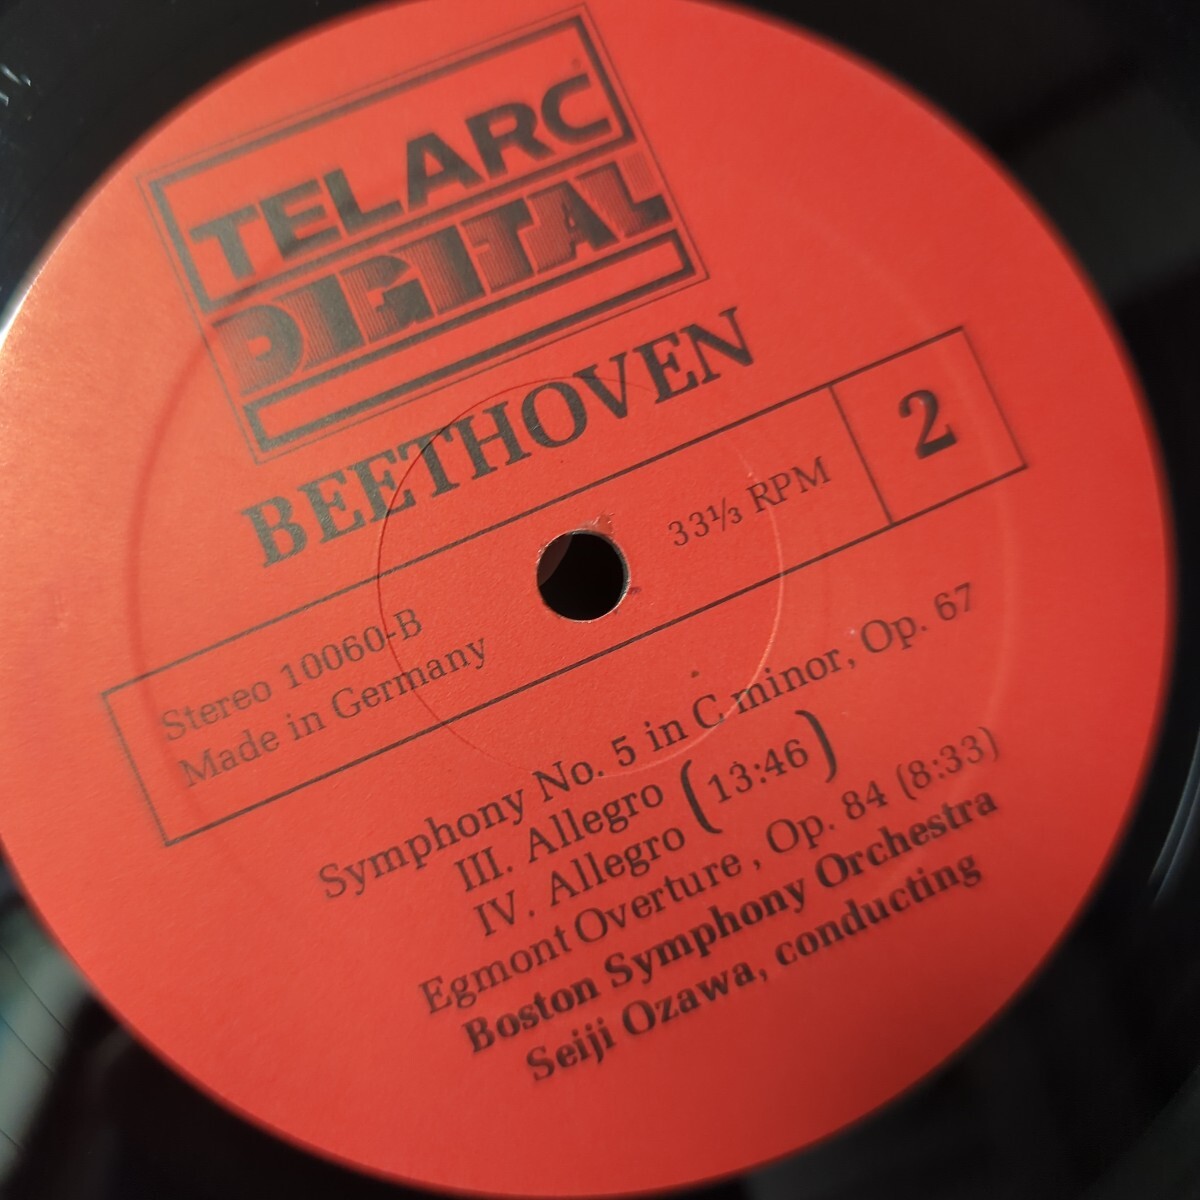 TELARC
DIGITAL
BEETHOVEN
33⅓ RPM
2
Stereo 10060-B
Made in Germany
Symphony No. 5 in C minor, Op. 67
III. Allegro
IV. Allegro (13:46)
Egmont Overture, Op. 84 (8:33)
Boston Symphony Orchestra
Seiji Ozawa, conducting